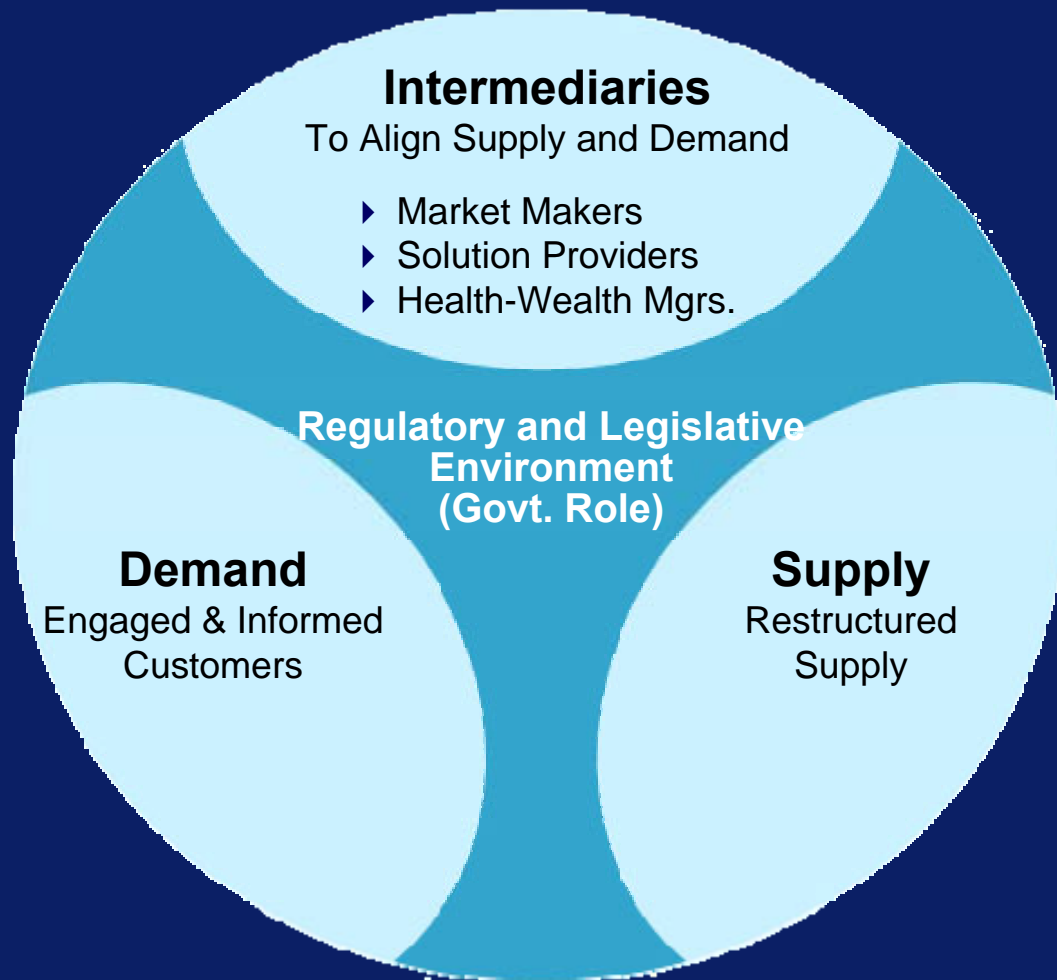 Intermediaries
To Align Supply and Demand
Market Makers
Solution Providers
Health-Wealth Mgrs.
Regulatory and Legislative
Environment
(Govt. Role)
Demand
Engaged & Informed
Customers
Supply
Restructured
Supply